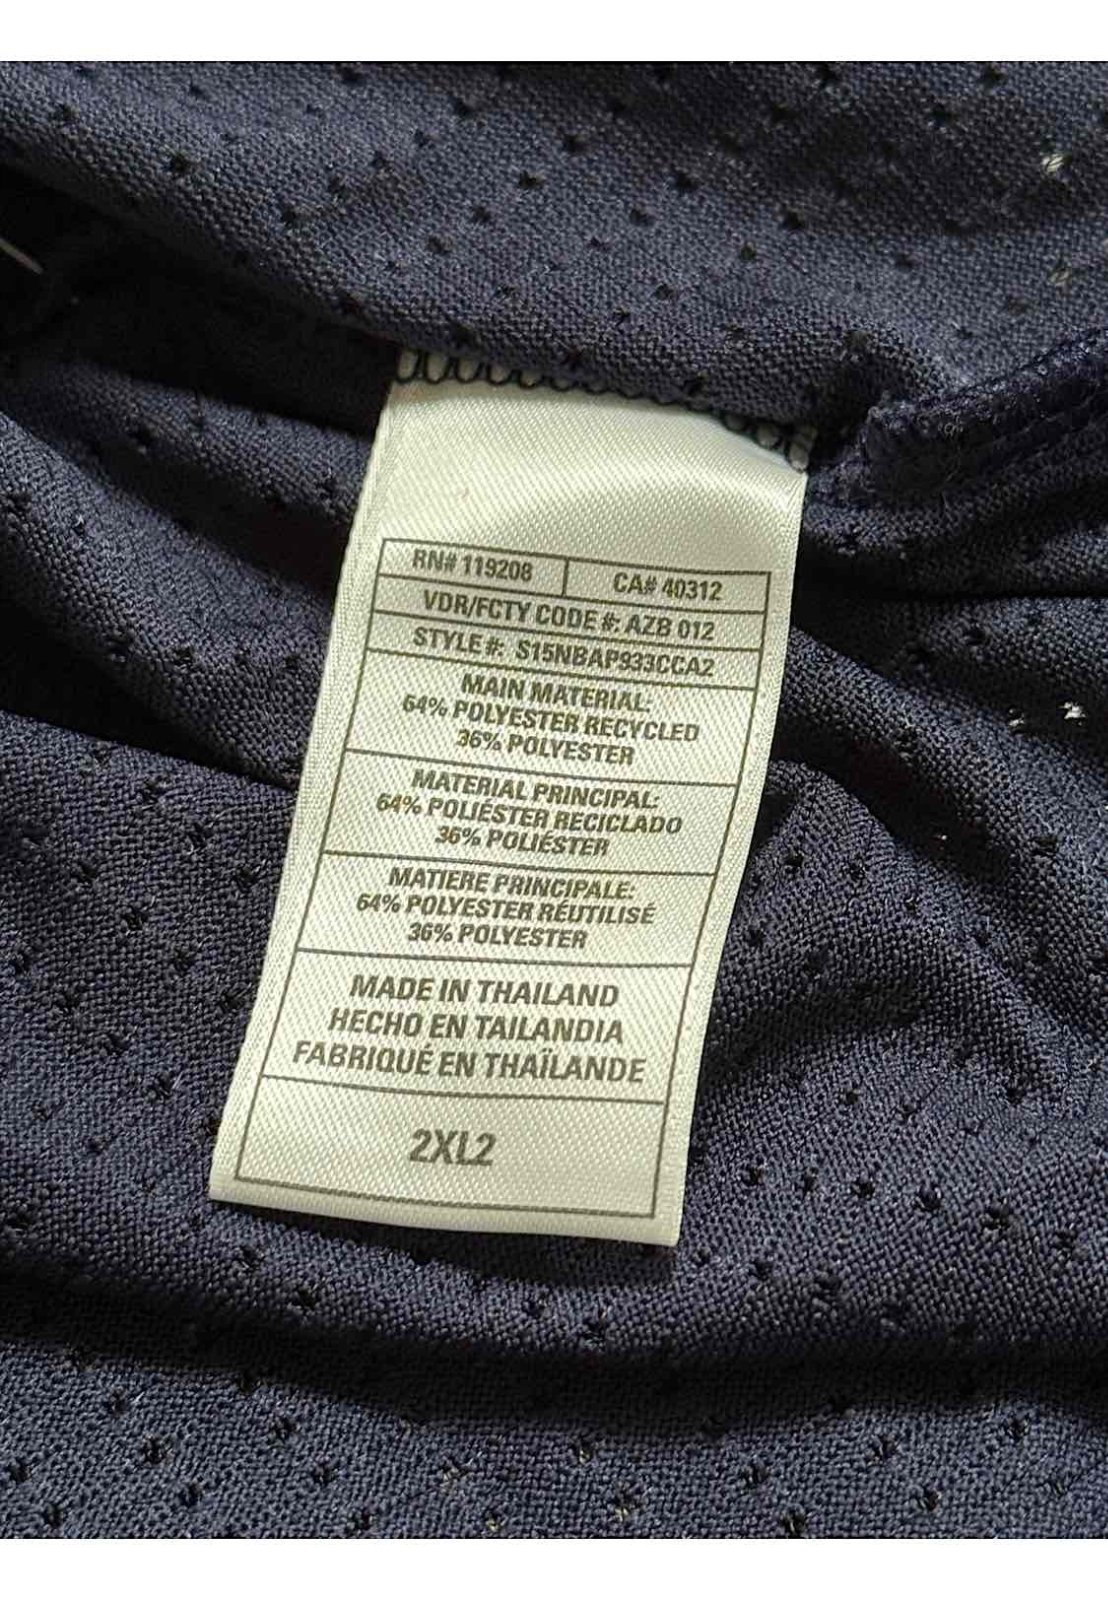 RN# 119208 CA# 40312
VDR/FCTY CODE #: AZB 012
STYLE #: S15NBAP933CCA2
MAIN MATERIAL:
64% POLYESTER RECYCLED
36% POLYESTER
MATERIAL PRINCIPAL:
64% POLIÉSTER RECICLADO
36% POLIÉSTER
MATIERE PRINCIPALE:
64% POLYESTER RÉUTILISÉ
36% POLYESTER
MADE IN THAILAND
HECHO EN TAILANDIA
FABRIQUÉ EN THAÏLANDE
2XL2